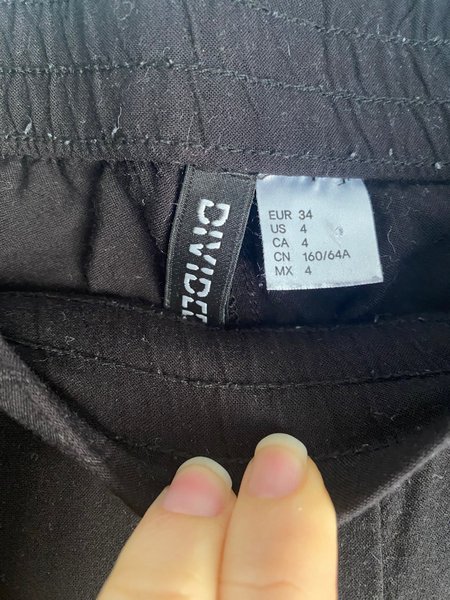 DIVIDED
EUR 34
US 4
CA 4
CN 160/64A
MX 4